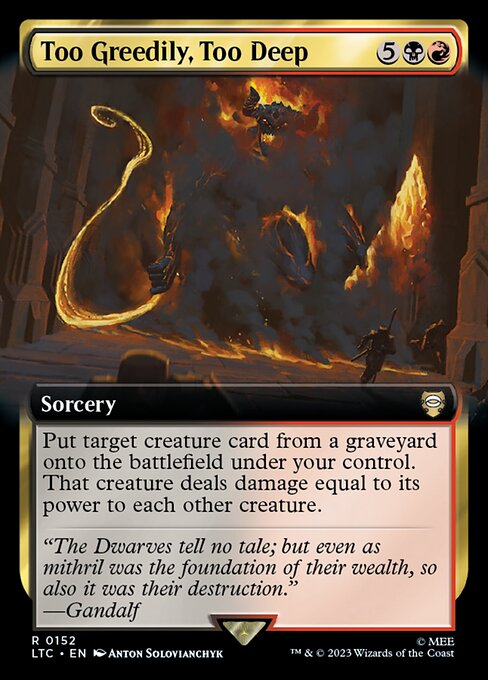 Too Greedily, Too Deep 5
Sorcery
Put target creature card from a graveyard
onto the battlefield under your control.
That creature deals damage equal to its
power to each other creature.
“The Dwarves tell no tale; but even as
mithril was the foundation of their wealth, so
also it was their destruction.”
—Gandalf
R 0152
LTC • EN Anton Solovianchyk
© MEE
™ & © 2023 Wizards of the Coast